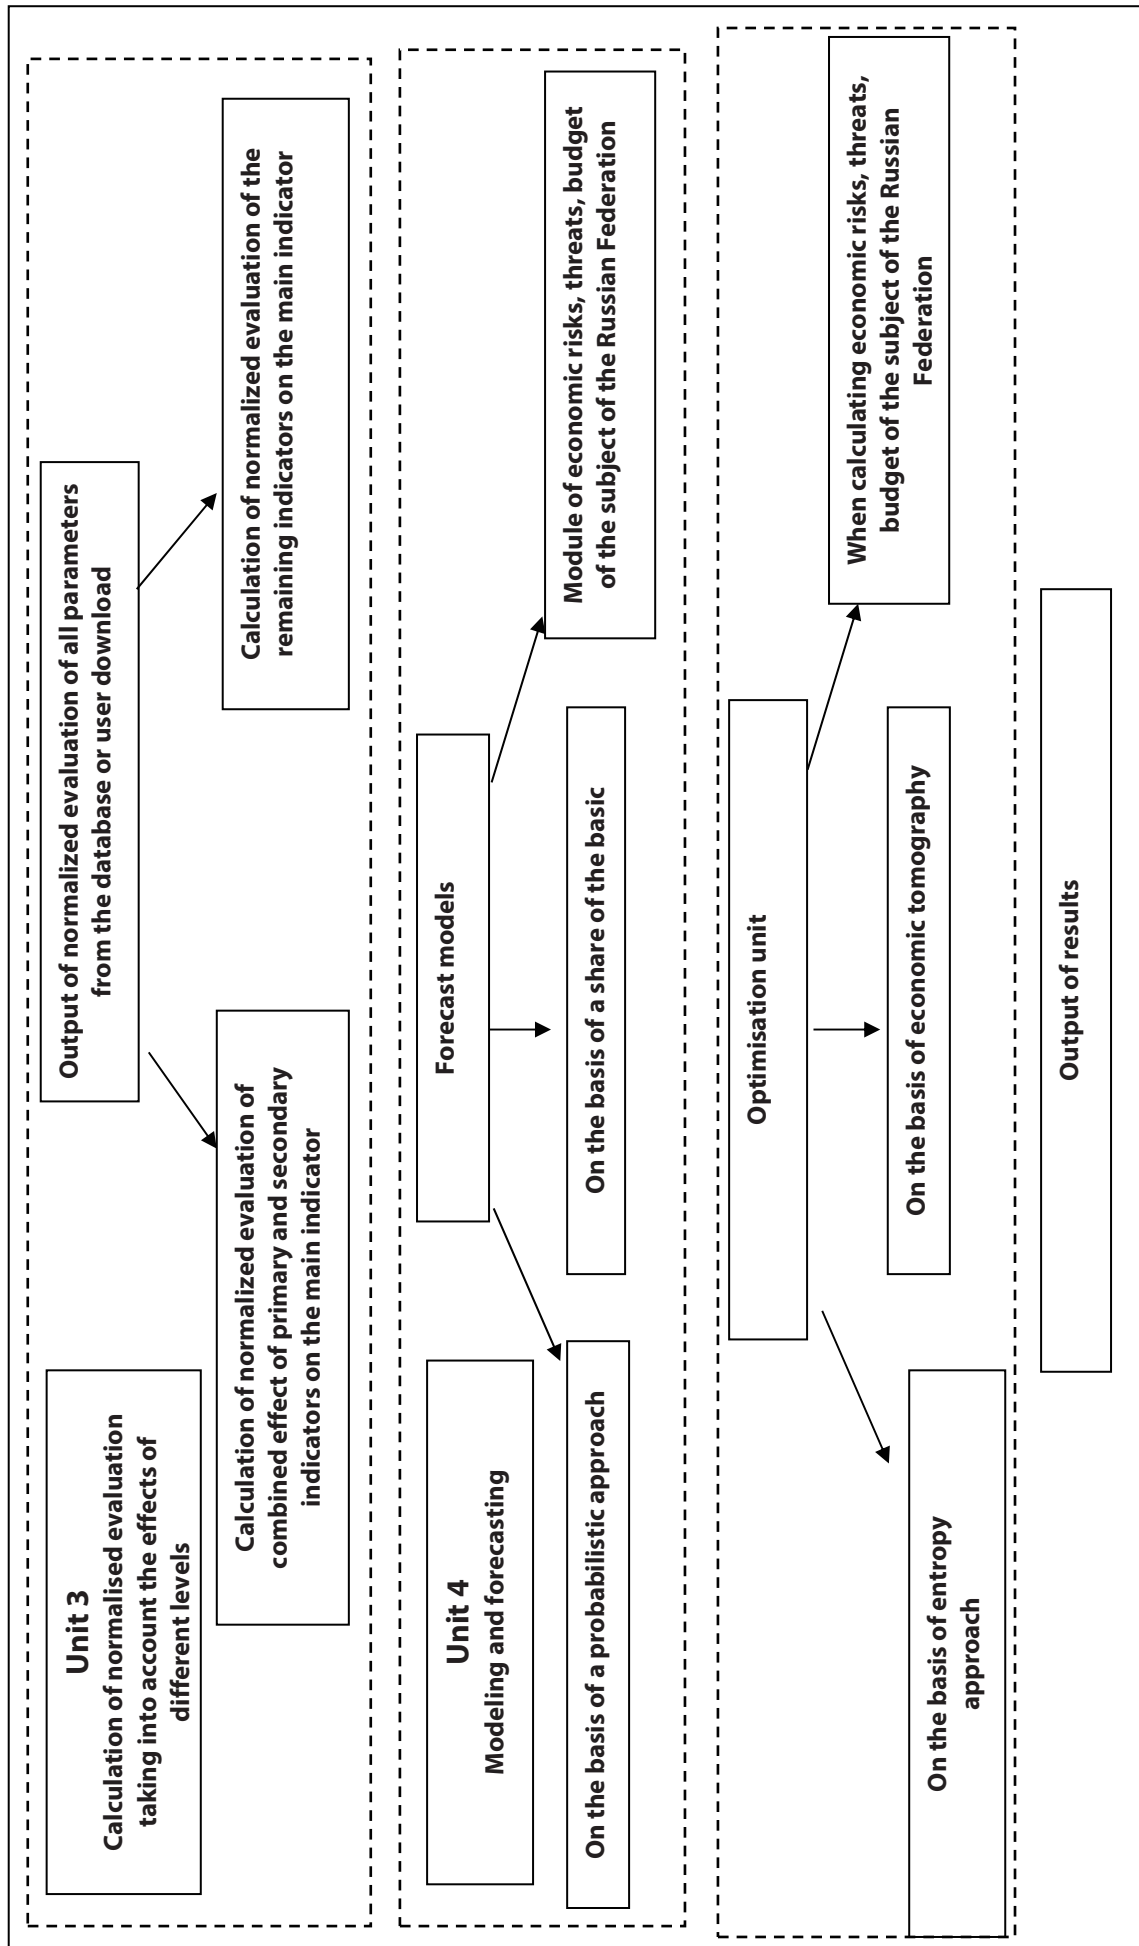 Unit 3
Calculation of normalised evaluation
taking into account the effects of
different levels
Output of normalized evaluation of all parameters
from the database or user download
Calculation of normalized evaluation of
combined effect of primary and secondary
indicators on the main indicator
Calculation of normalized evaluation of the
remaining indicators on the main indicator
Unit 4
Modeling and forecasting
Forecast models
On the basis of a probabilistic approach
On the basis of a share of the basic
Module of economic risks, threats, budget
of the subject of the Russian Federation
Optimisation unit
On the basis of entropy
approach
On the basis of economic tomography
When calculating economic risks, threats,
budget of the subject of the Russian
Federation
Output of results